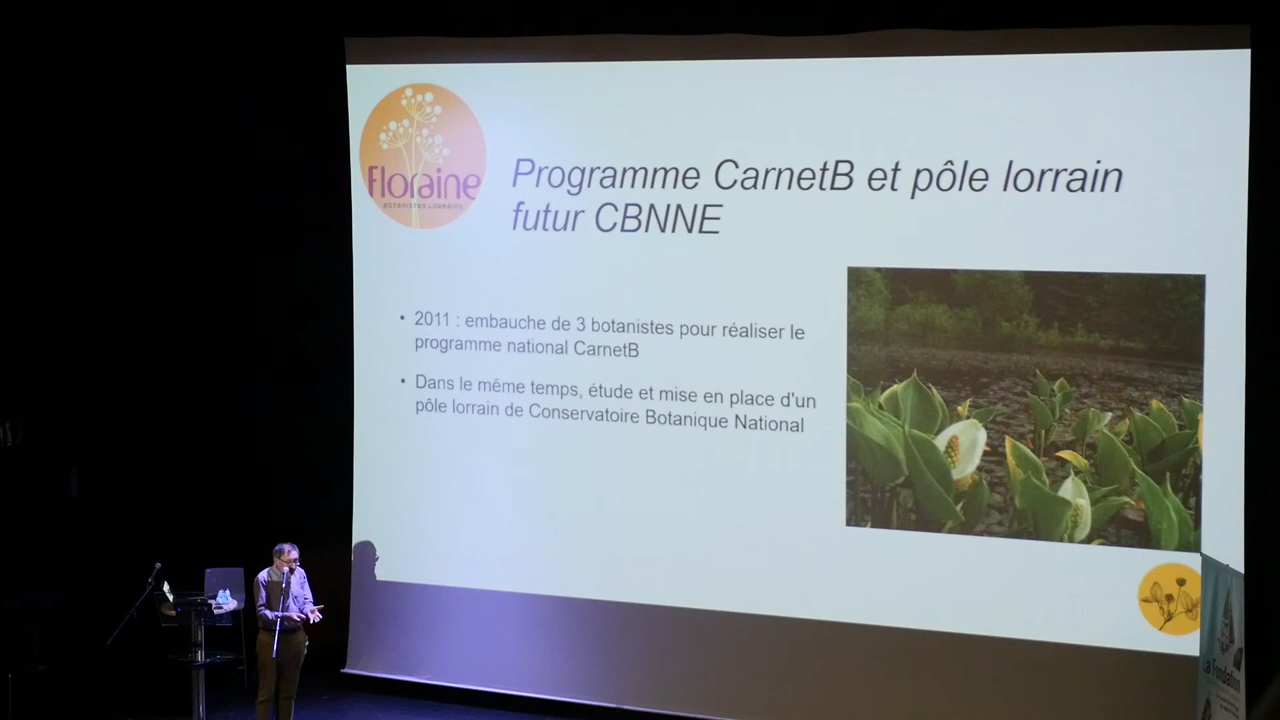 Floraine
BOTANISTES LORRAINS
Programme CarnetB et pôle lorrain
futur CBNNE
• 2011 : embauche de 3 botanistes pour réaliser le
programme national CarnetB
• Dans le même temps, étude et mise en place d'un
pôle lorrain de Conservatoire Botanique National
La Fondation